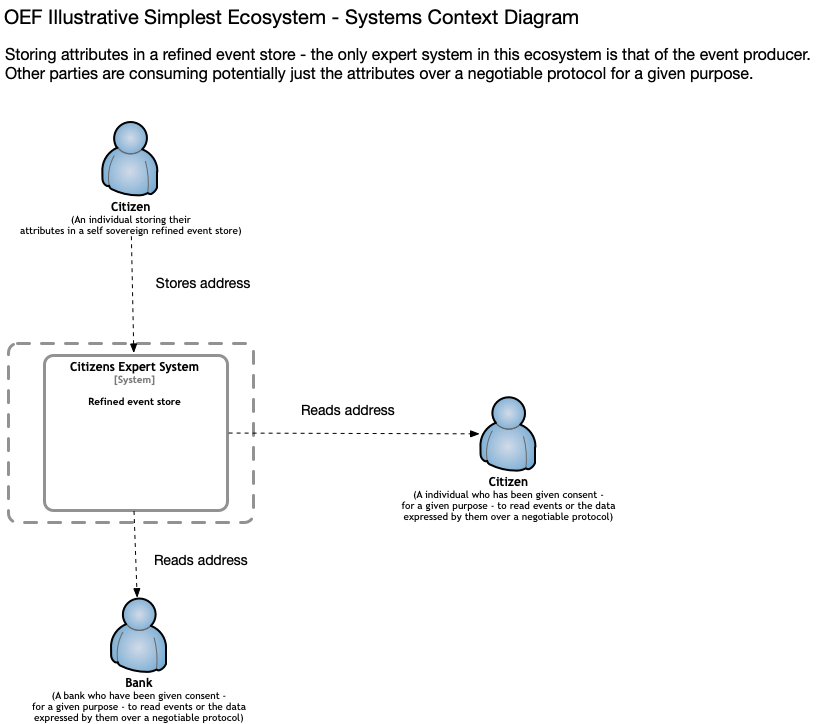 OEF Illustrative Simplest Ecosystem - Systems Context Diagram
Storing attributes in a refined event store - the only expert system in this ecosystem is that of the event producer.
Other parties are consuming potentially just the attributes over a negotiable protocol for a given purpose.
Citizen
(An individual storing their
attributes in a self sovereign refined event store)
Stores address
Citizens Expert System
[System]
Refined event store
Reads address
Citizen
(A individual who has been given consent -
for a given purpose - to read events or the data
expressed by them over a negotiable protocol)
Reads address
Bank
(A bank who have been given consent -
for a given purpose - to read events or the data
expressed by them over a negotiable protocol)